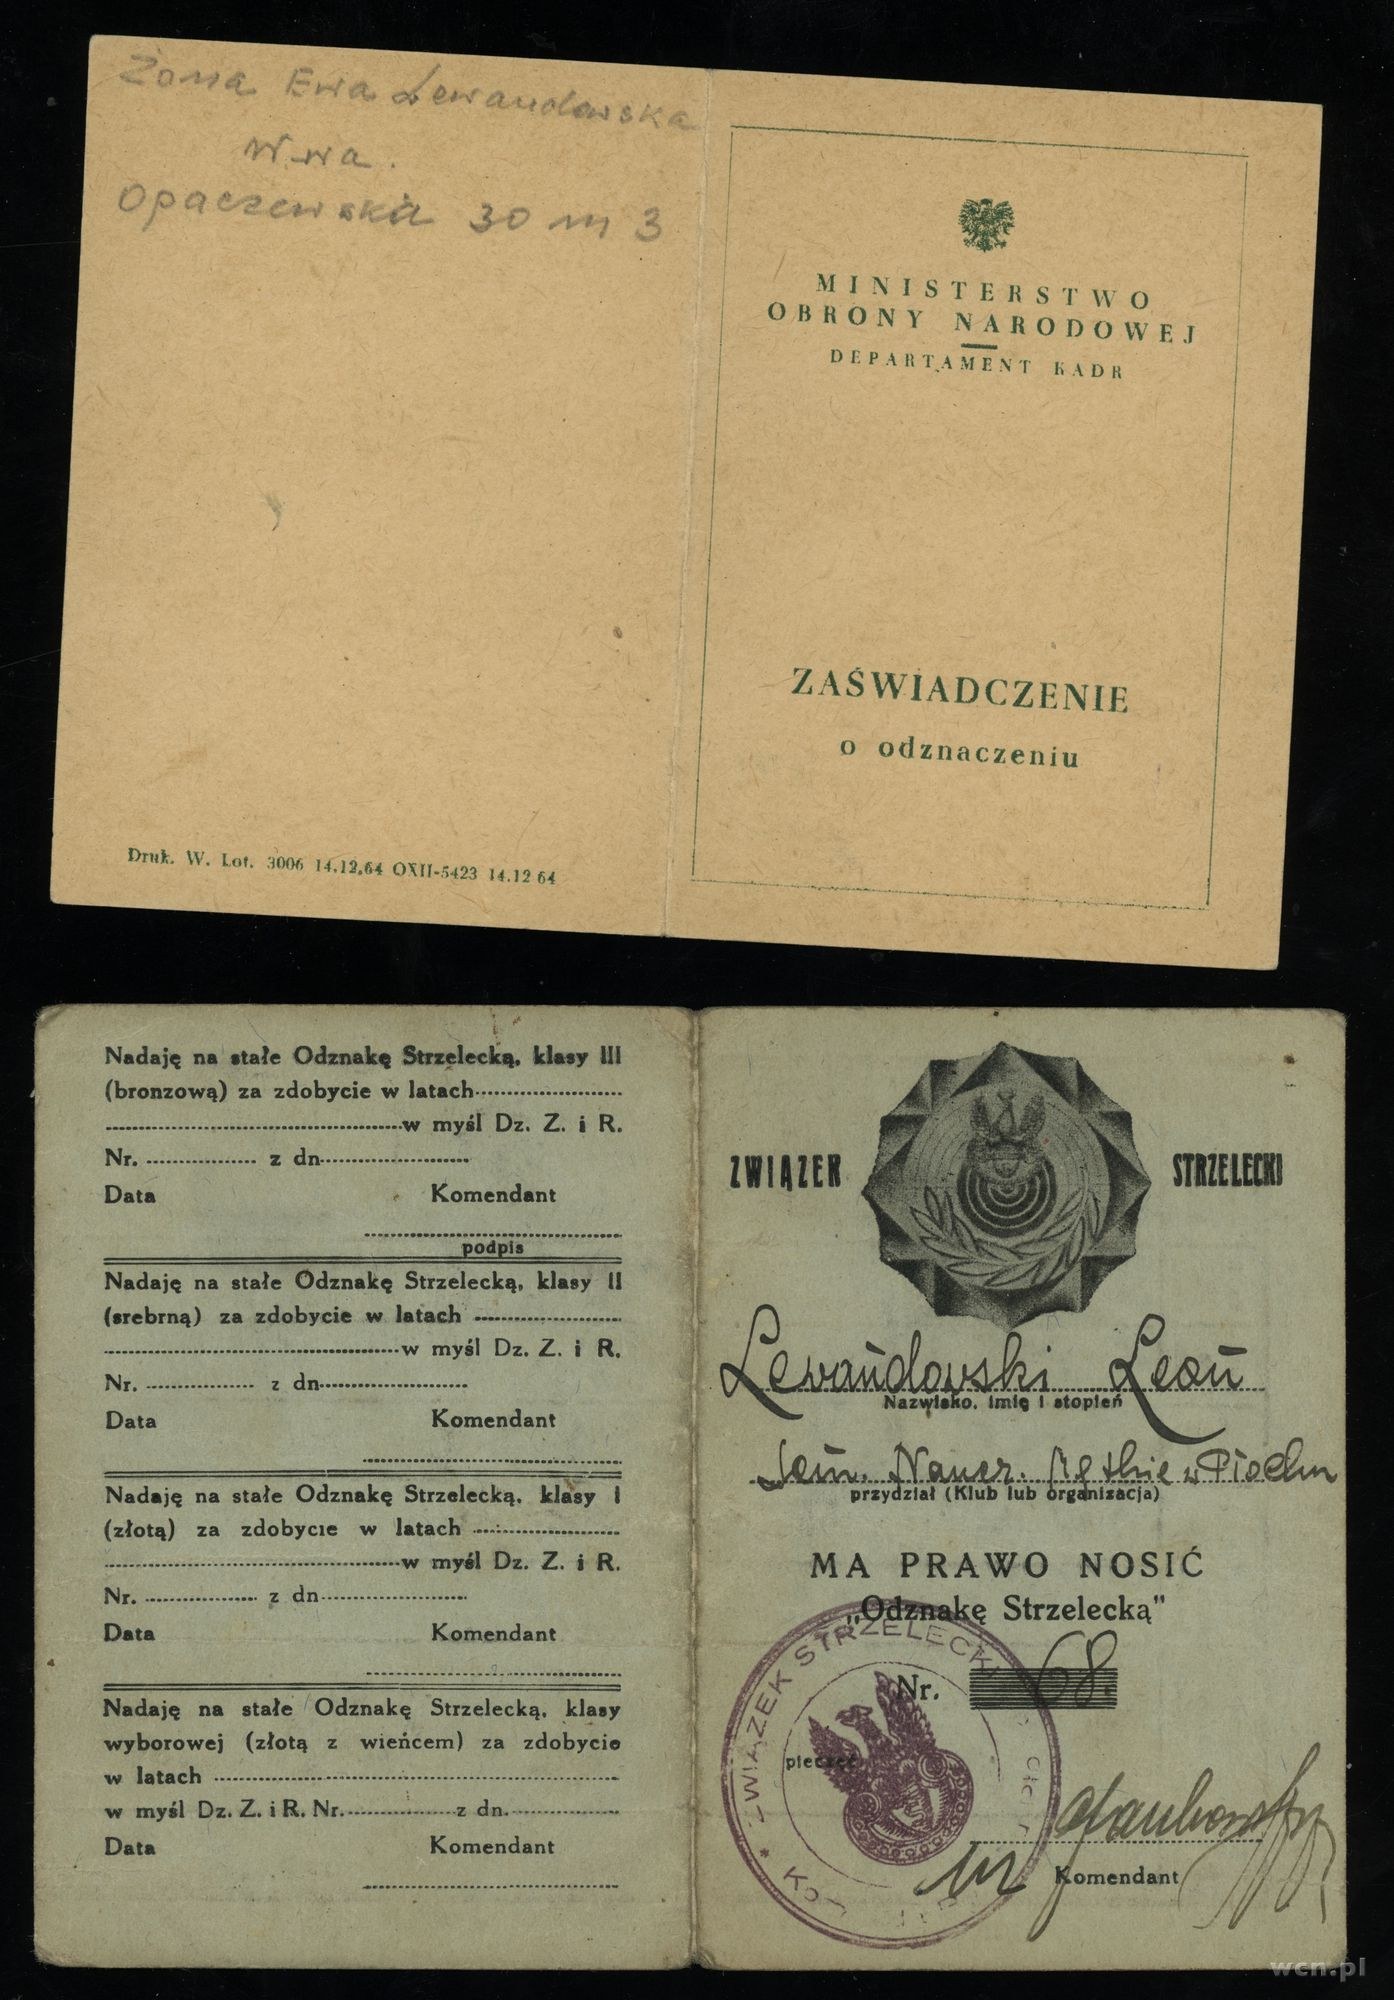 Żona Ewa Lewandowska
W-wa.
Opaczewska 30 m 3
MINISTERSTWO
OBRONY NARODOWEJ
DEPARTAMENT KADR
ZAŚWIADCZENIE
o odznaczeniu
Druk. W. Lot. 3006 14.12.64 OXII-5423 14.12 64
Nadaję na stałe Odznakę Strzelecką, klasy III
(bronzową) za zdobycie w latach
w myśl Dz. Z. i R.
Nr. z dn
Data Komendant
podpis
Nadaję na stałe Odznakę Strzelecką, klasy II
(srebrną) za zdobycie w latach
w myśl Dz. Z. i R.
Nr. z dn
Data Komendant
Nadaję na stałe Odznakę Strzelecką, klasy I
(złotą) za zdobycie w latach
w myśl Dz. Z. i R.
Nr. z dn
Data Komendant
Nadaję na stałe Odznakę Strzelecką, klasy
wyborowej (złotą z wieńcem) za zdobycie
w latach
w myśl Dz. Z. i R. Nr. z dn.
Data Komendant
ZWIĄZEK STRZELECKI
Lewandowski Leon
Nazwisko, imię i stopień
Naucz. Męskie w Płocku
przydział (Klub lub organizacja)
MA PRAWO NOSIĆ
"Odznakę Strzelecką"
Nr. 68.
ZWIĄZEK STRZELECKI
pieczęć
Komendant
wcn.pl